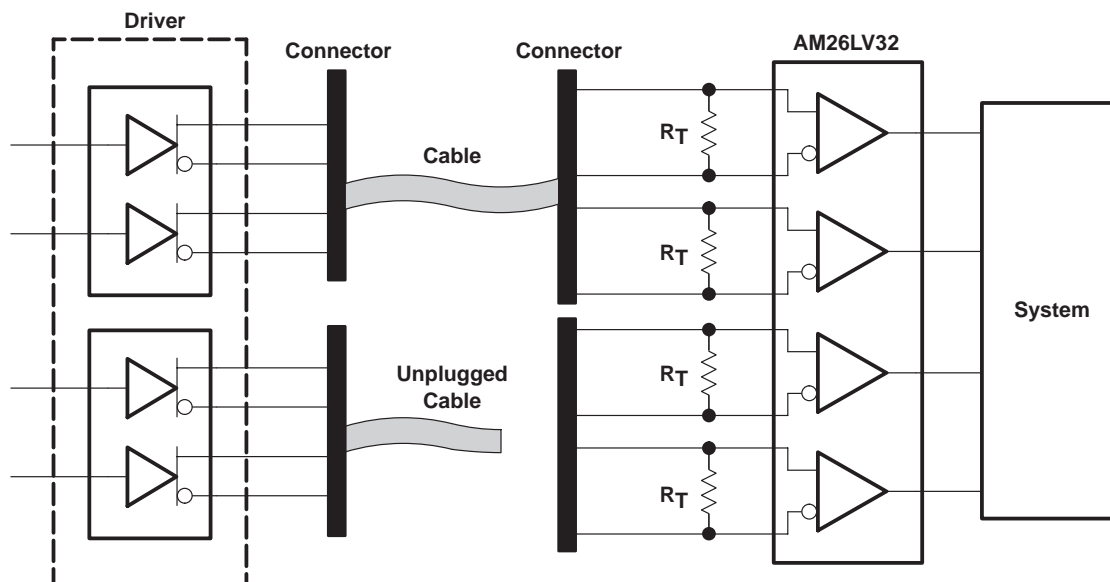 Driver
Connector
Connector
AM26LV32
Cable
RT
RT
System
Unplugged
Cable
RT
RT